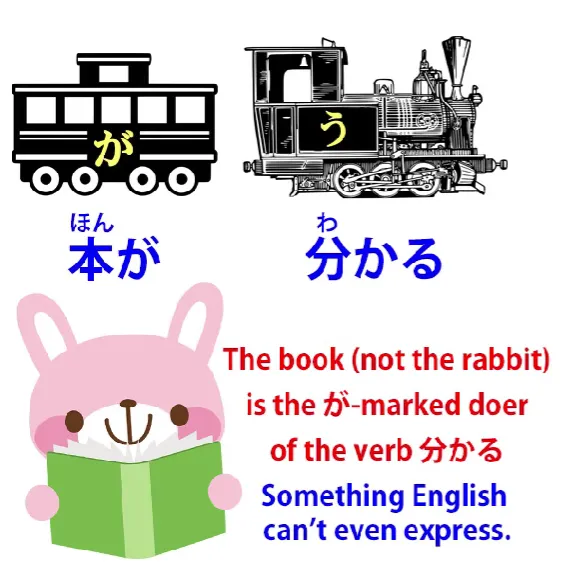 が
う
ほん
本が
わ
分かる
The book (not the rabbit)
is the が-marked doer
of the verb 分かる
Something English
can't even express.